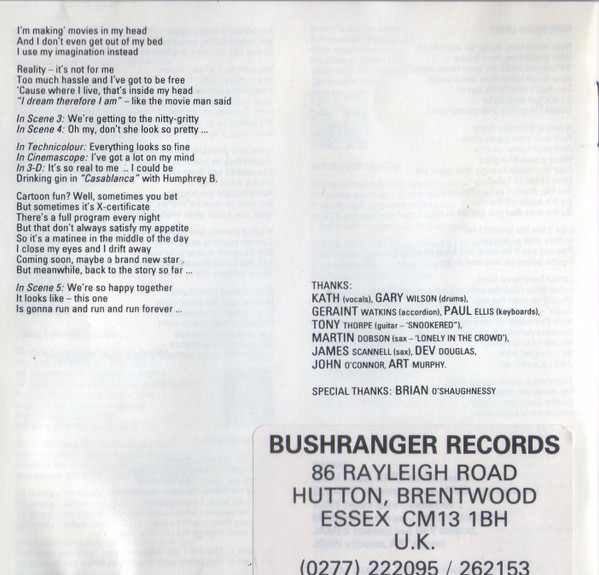 I'm making' movies in my head
And I don't even get out of my bed
I use my imagination instead
Reality – it's not for me
Too much hassle and I've got to be free
'Cause where I live, that's inside my head
"I dream therefore I am" – like the movie man said
In Scene 3: We're getting to the nitty-gritty
In Scene 4: Oh my, don't she look so pretty ...
In Technicolour: Everything looks so fine
In Cinemascope: I've got a lot on my mind
In 3-D: It's so real to me ... I could be
Drinking gin in "Casablanca" with Humphrey B.
Cartoon fun? Well, sometimes you bet
But sometimes it's X-certificate
There's a full program every night
But that don't always satisfy my appetite
So it's a matinee in the middle of the day
I close my eyes and I drift away
Coming soon, maybe a brand new star .
But meanwhile, back to the story so far ...
In Scene 5: We're so happy together
It looks like – this one
Is gonna run and run and run forever ...
THANKS:
KATH (vocals), GARY WILSON (drums),
GERAINT WATKINS (accordion), PAUL ELLIS (keyboards),
TONY THORPE (guitar – 'SNOOKERED"),
MARTIN DOBSON (sax – 'LONELY IN THE CROWD'),
JAMES SCANNELL (sax), DEV DOUGLAS,
JOHN O'CONNOR, ART MURPHY.
SPECIAL THANKS: BRIAN O'SHAUGHNESSY
BUSHRANGER RECORDS
86 RAYLEIGH ROAD
HUTTON, BRENTWOOD
ESSEX CM13 1BH
U.K.
(0277) 222095 / 262153